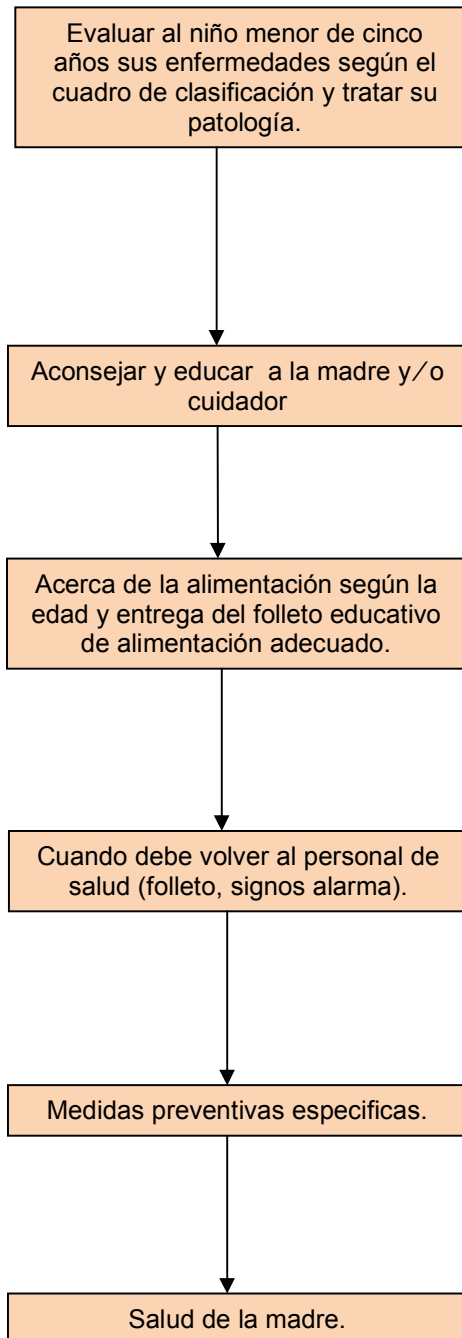 Evaluar al niño menor de cinco
años sus enfermedades según el
cuadro de clasificación y tratar su
patología.
Aconsejar y educar  a la madre y/o
cuidador
Acerca de la alimentación según la
edad y entrega del folleto educativo
de alimentación adecuado.
Cuando debe volver al personal de
salud (folleto, signos alarma).
Medidas preventivas especificas.
Salud de la madre.